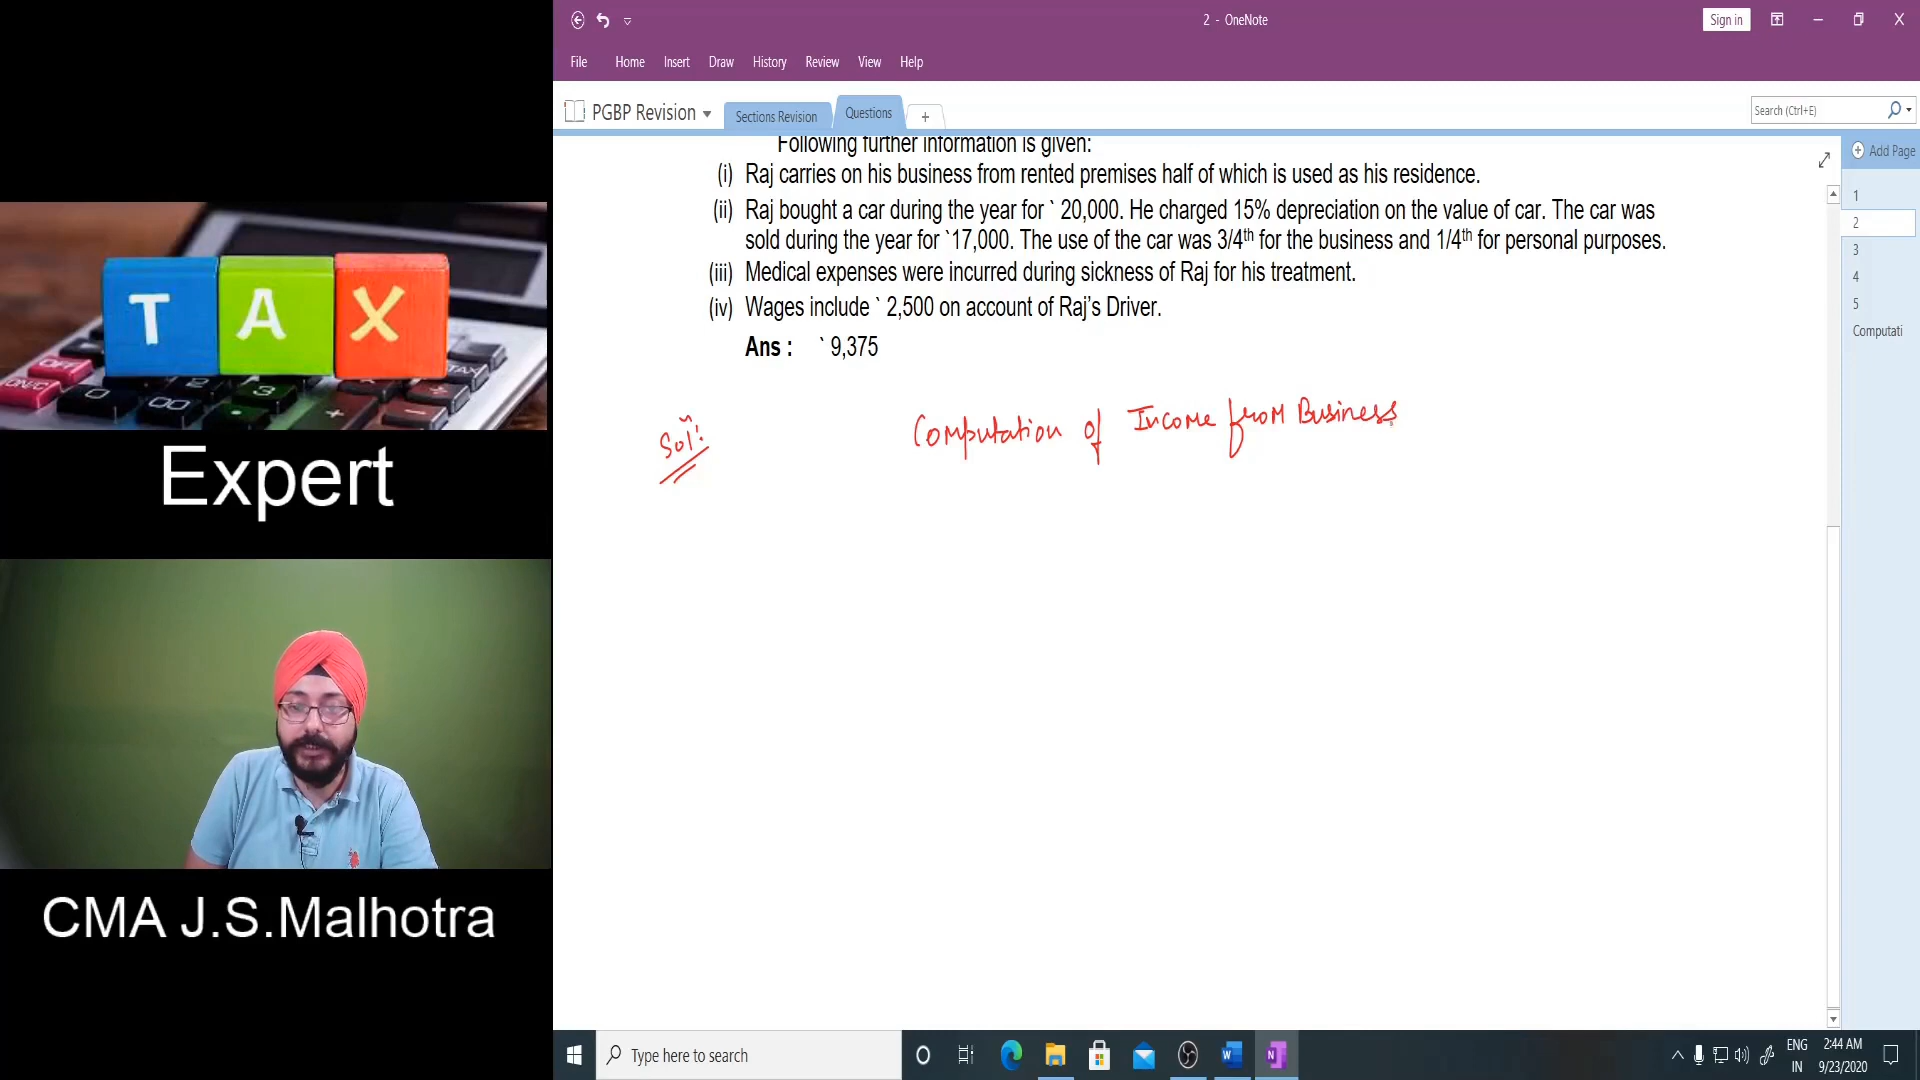 2 - OneNote
Sign in
File Home Insert Draw History Review View Help
PGBP Revision
Sections Revision
Questions
+
Search (Ctrl+E)
Add Page
1
2
3
4
5
Computati
Following further information is given:
(i) Raj carries on his business from rented premises half of which is used as his residence.
(ii) Raj bought a car during the year for ` 20,000. He charged 15% depreciation on the value of car. The car was
sold during the year for `17,000. The use of the car was 3/4th for the business and 1/4th for personal purposes.
(iii) Medical expenses were incurred during sickness of Raj for his treatment.
(iv) Wages include ` 2,500 on account of Raj's Driver.
Ans : ` 9,375
Sol:
Computation of Income from Business
T A X
OFF
ON/C
0
00
2
3
TAX
+
Expert
CMA J.S.Malhotra
Type here to search
W
N
ENG
IN
2:44 AM
9/23/2020